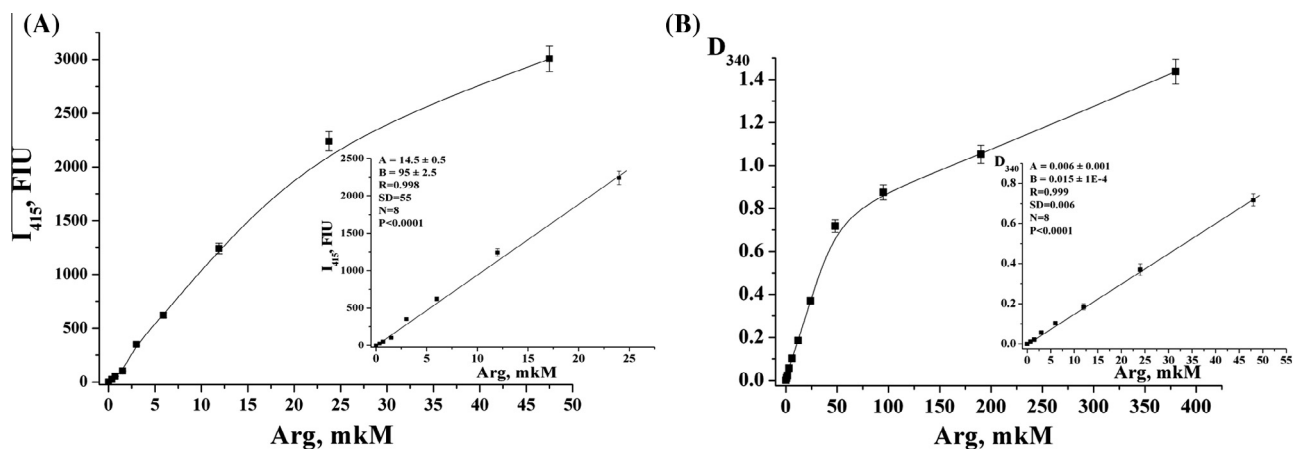 (A)
I415, FIU
3000
2500
2000
1500
1000
500
0
0 5 10 15 20 25 30 35 40 45 50
Arg, mkM
A = 14.5 ± 0.5
B = 95 ± 2.5
R=0.998
SD=55
N=8
P<0.0001
I415, FIU
2500
2000
1500
1000
500
0
0 5 10 15 20 25
Arg, mkM
(B)
D340
1.4
1.2
1.0
0.8
0.6
0.4
0.2
0.0
0 50 100 150 200 250 300 350 400
Arg, mkM
D340
A = 0.006 ± 0.001
B = 0.015 ± 1E-4
R=0.999
SD=0.006
N=8
P<0.0001
0.8
0.6
0.4
0.2
0.0
0 5 10 15 20 25 30 35 40 45 50 55
Arg, mkM